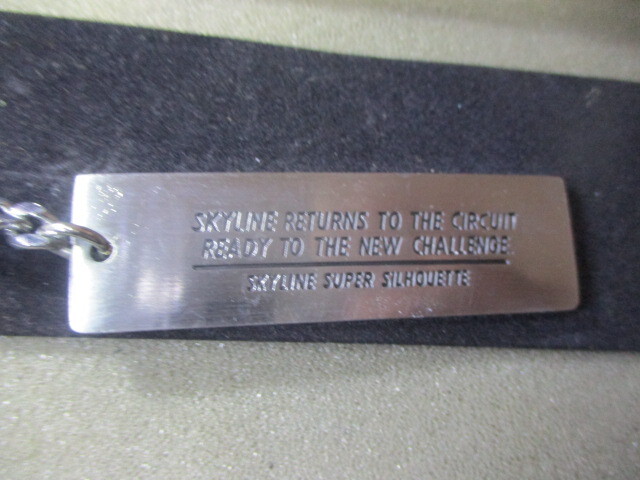 SKYLINE RETURNS TO THE CIRCUIT
READY TO THE NEW CHALLENGE.
SKYLINE SUPER SILHOUETTE